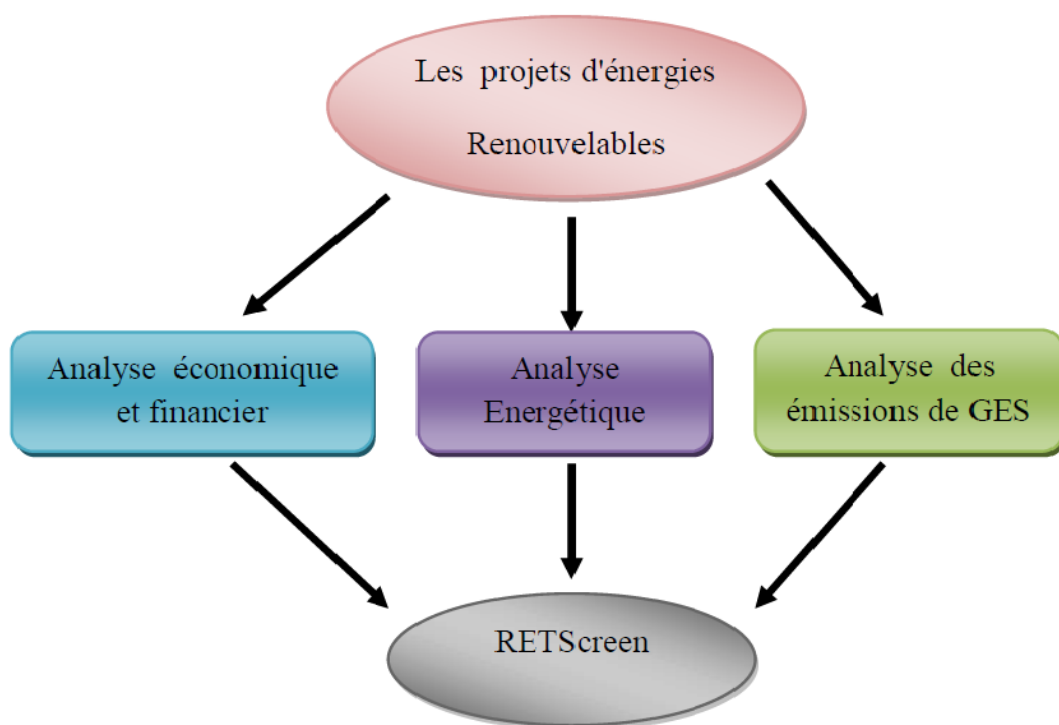 Les projets d'énergies
Renouvelables
Analyse économique
et financier
Analyse
Energétique
Analyse des
émissions de GES
RETScreen